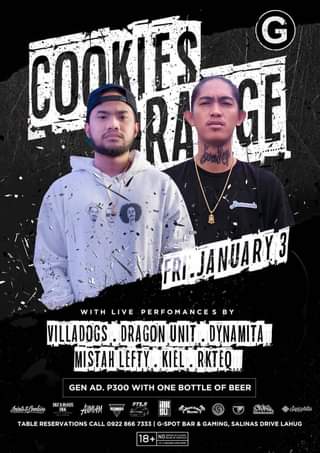 G
COOKIES
RANGE
FRI.JANUARY 3
WITH LIVE PERFOMANCES BY
VILLADOGS . DRAGON UNIT . DYNAMITA
MISTAH LEFTY . KIEL . RKTEQ
GEN AD. P300 WITH ONE BOTTLE OF BEER
TABLE RESERVATIONS CALL 0922 866 7333 | G-SPOT BAR & GAMING, SALINAS DRIVE LAHUG
18+